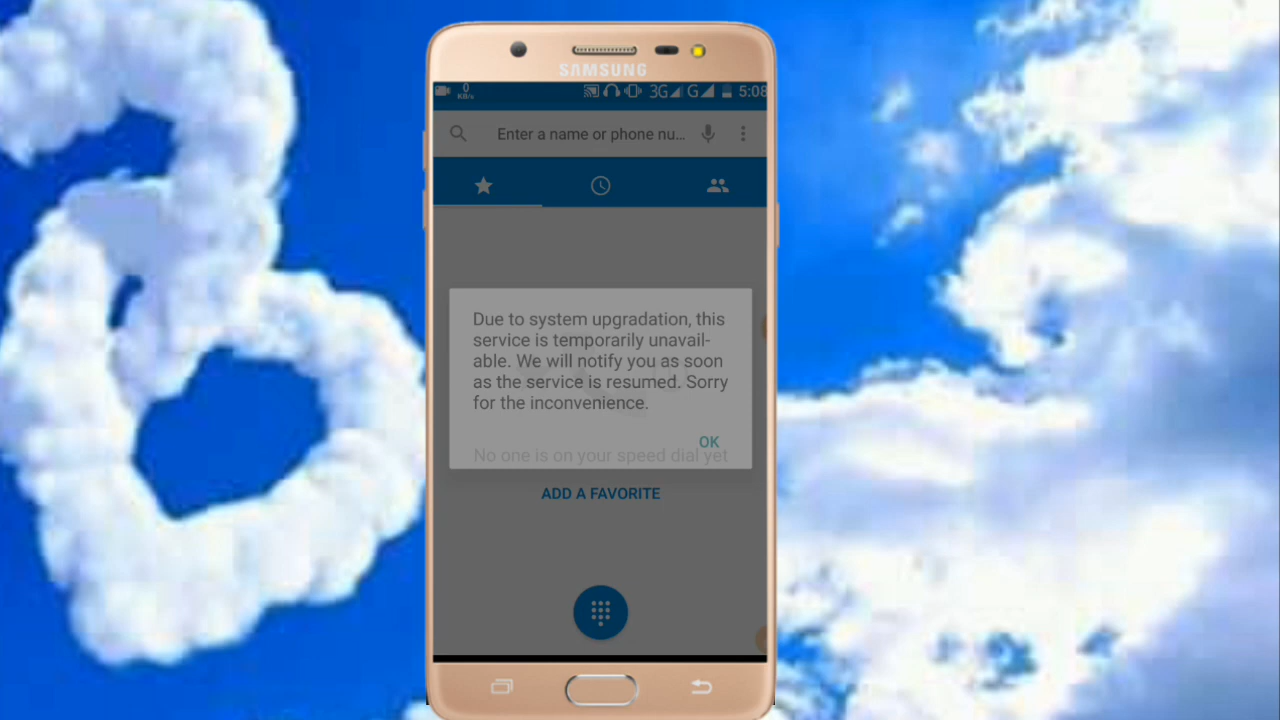 SAMSUNG
0
KB/s
3G
G
5:08
Enter a name or phone nu...
Due to system upgradation, this
service is temporarily unavail-
able. We will notify you as soon
as the service is resumed. Sorry
for the inconvenience.
OK
No one is on your speed dial yet
ADD A FAVORITE